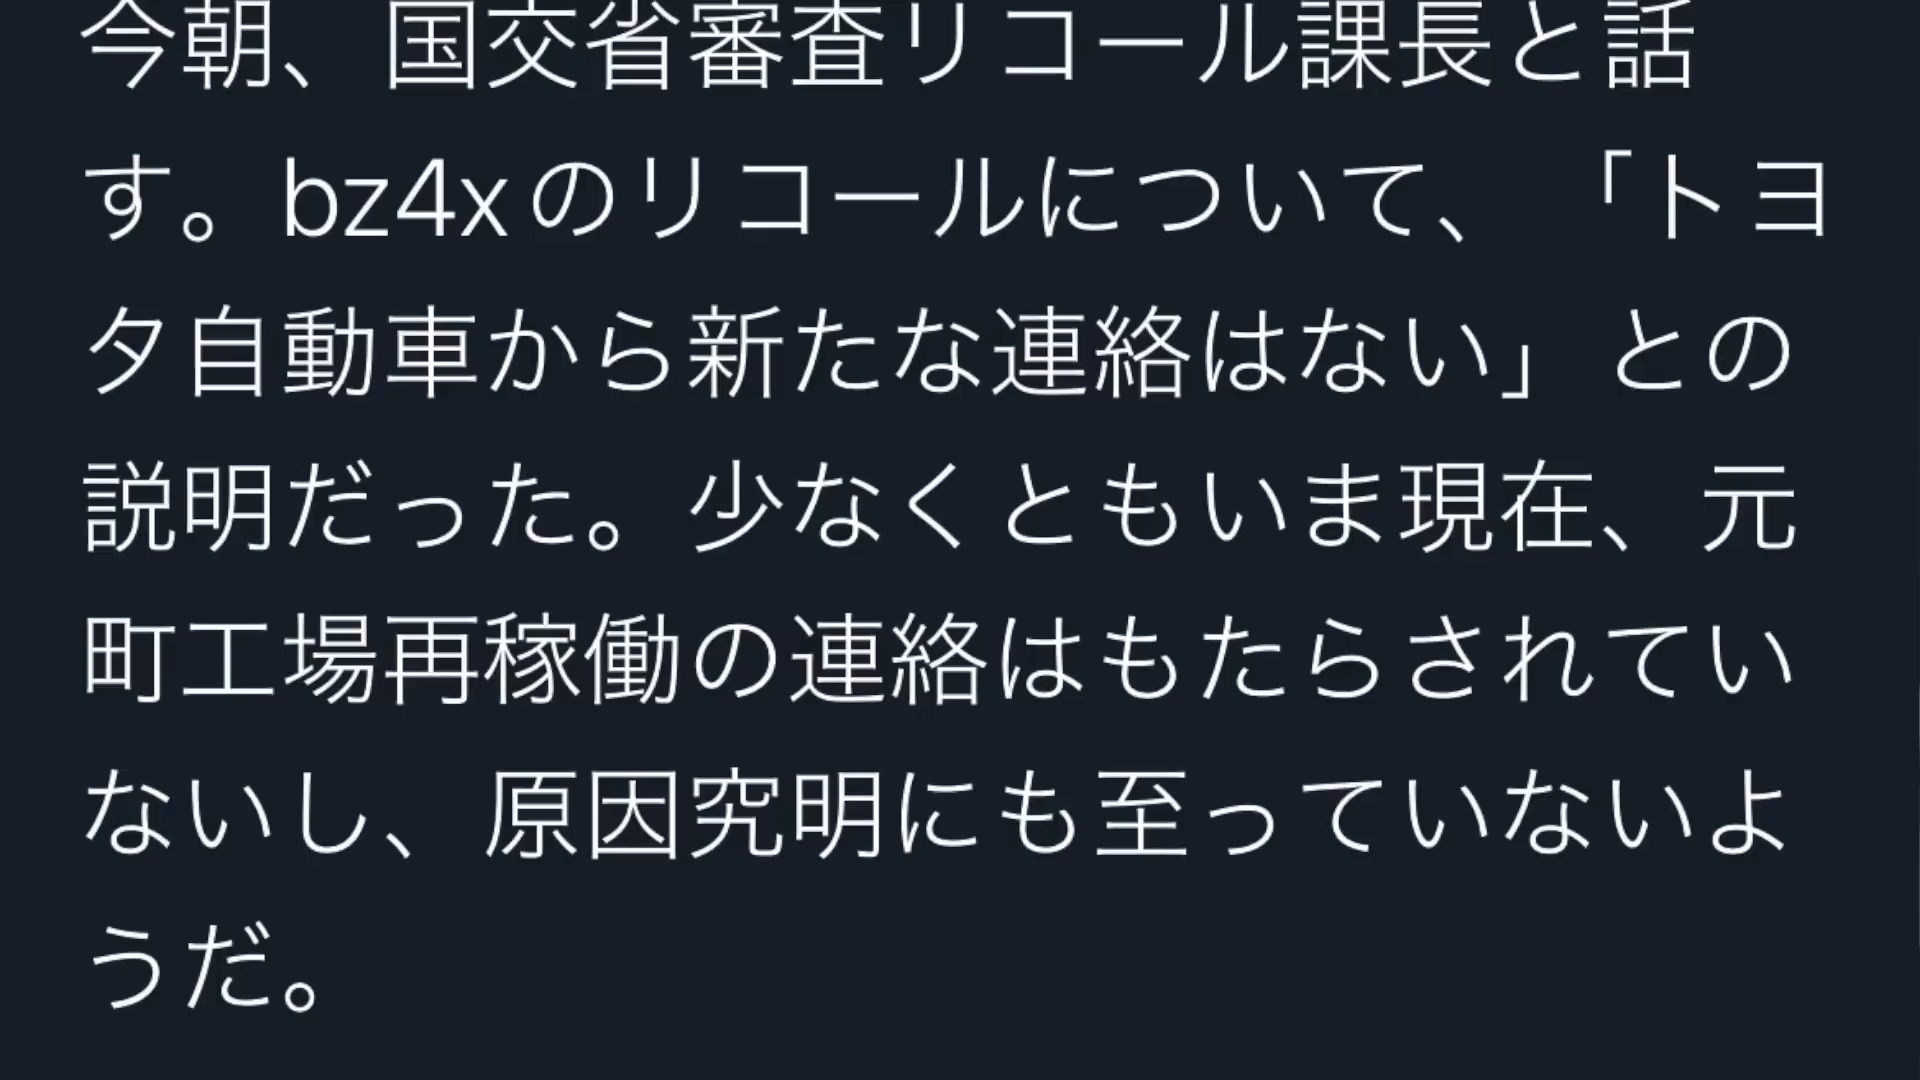 今朝、国交省審査リコール課長と話
す。bz4xのリコールについて、「トヨ
タ自動車から新たな連絡はない」との
説明だった。少なくともいま現在、元
町工場再稼働の連絡はもたらされてい
ないし、原因究明にも至っていないよ
うだ。